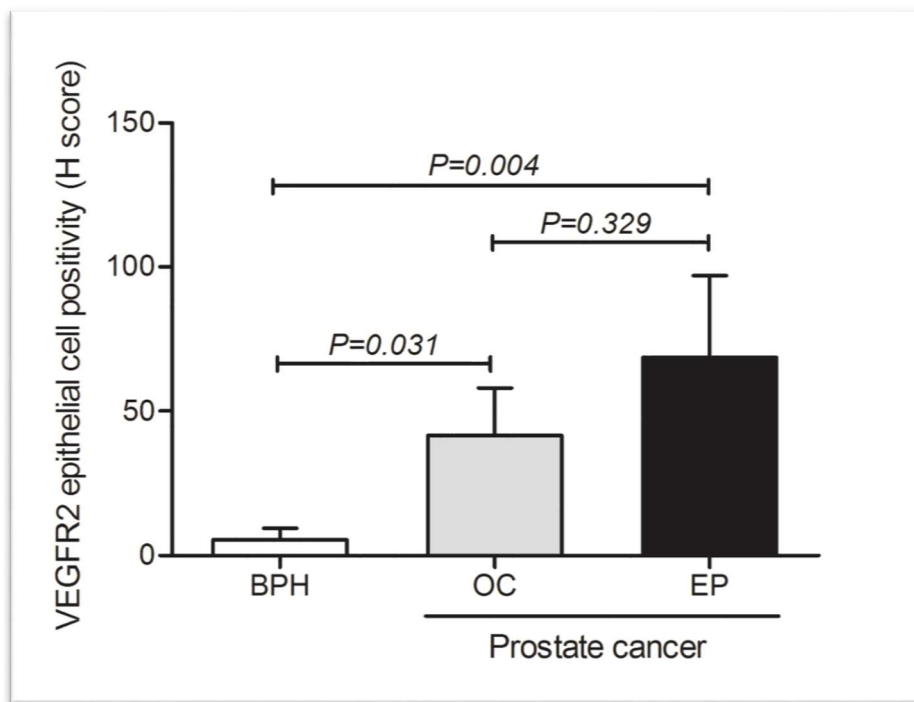 VEGFR2 epithelial cell positivity (H score)
150
100
50
0
P=0.004
P=0.329
P=0.031
BPH
OC
EP
Prostate cancer